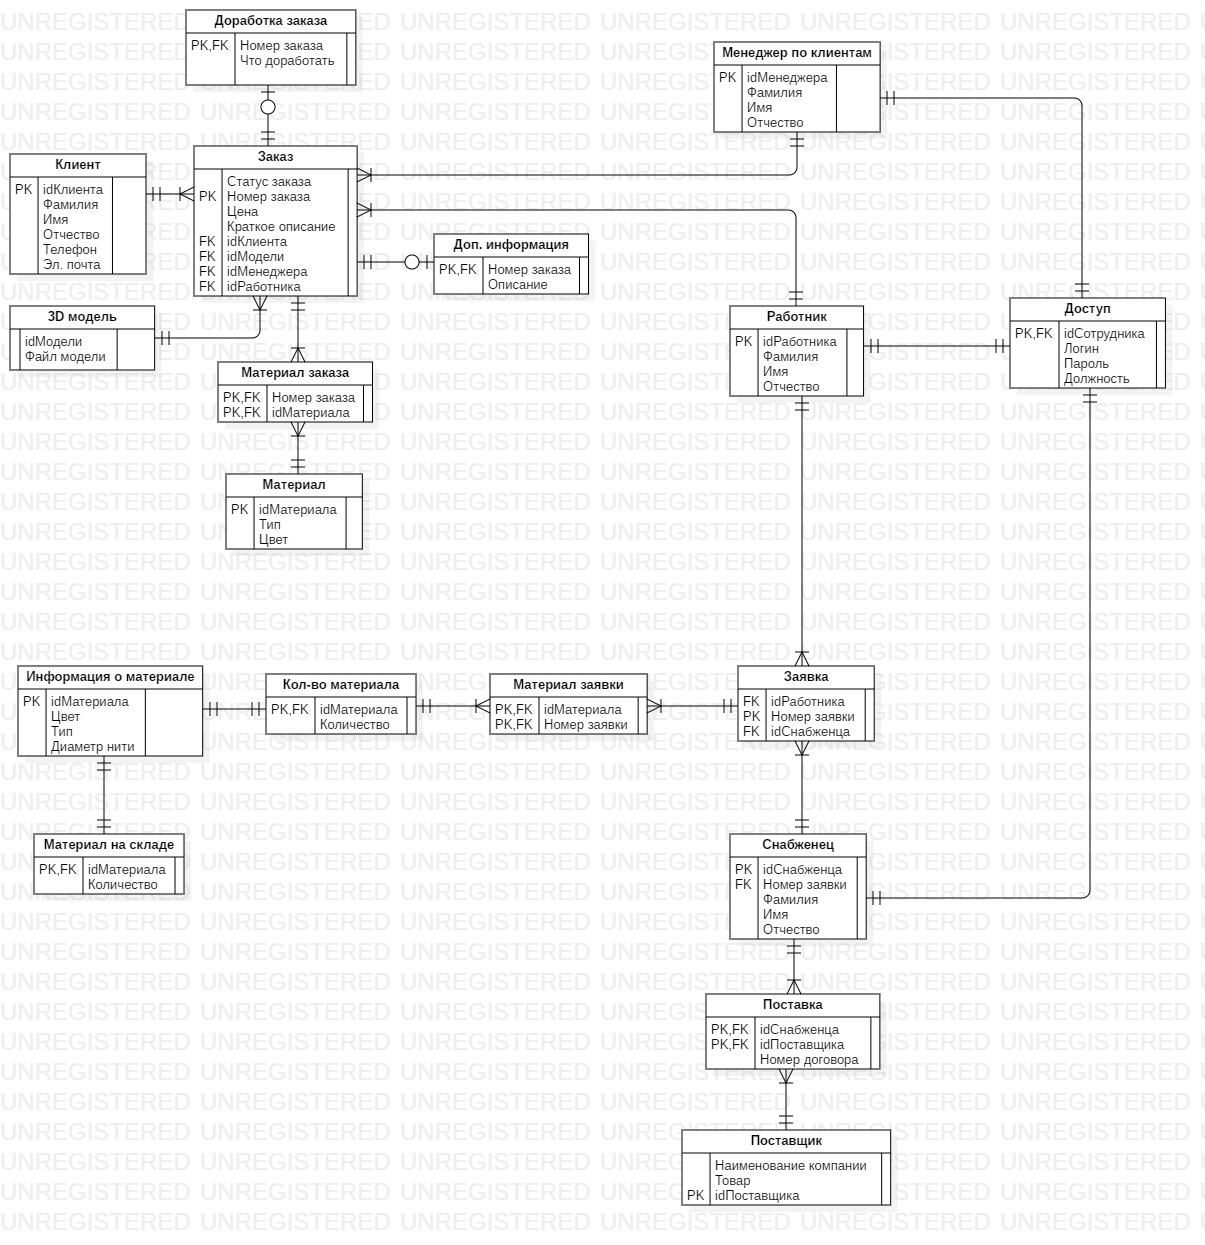 Доработка заказа
PK,FK Номер заказа
Что доработать
Менеджер по клиентам
PK idМенеджера
Фамилия
Имя
Отчество
Клиент
PK idКлиента
Фамилия
Имя
Отчество
Телефон
Эл. почта
Заказ
Статус заказа
PK Номер заказа
Цена
Краткое описание
FK idКлиента
FK idМодели
FK idМенеджера
FK idРаботника
Доп. информация
PK,FK Номер заказа
Описание
3D модель
idМодели
Файл модели
Работник
PK idРаботника
Фамилия
Имя
Отчество
Доступ
PK,FK idСотрудника
Логин
Пароль
Должность
Материал заказа
PK,FK Номер заказа
PK,FK idМатериала
Материал
PK idМатериала
Тип
Цвет
Информация о материале
PK idМатериала
Цвет
Тип
Диаметр нити
Кол-во материала
PK,FK idМатериала
Количество
Материал заявки
PK,FK idМатериала
PK,FK Номер заявки
Заявка
FK idРаботника
PK Номер заявки
FK idСнабженца
Материал на складе
PK,FK idМатериала
Количество
Снабженец
PK idСнабженца
FK Номер заявки
Фамилия
Имя
Отчество
Поставка
PK,FK idСнабженца
PK,FK idПоставщика
Номер договора
Поставщик
Наименование компании
Товар
PK idПоставщика
UNREGISTERED